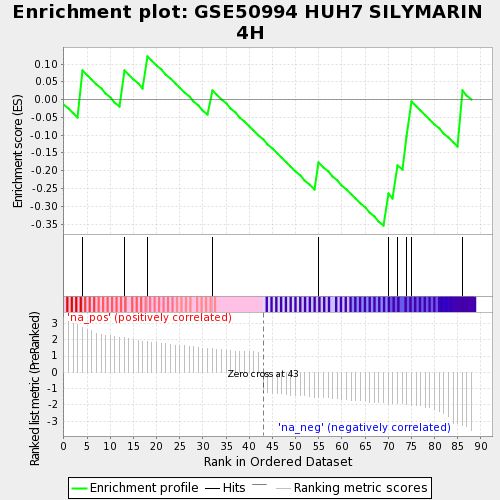 Enrichment plot: GSE50994 HUH7 SILYMARIN
4H
Enrichment score (ES)
0.10
0.05
0.00
-0.05
-0.10
-0.15
-0.20
-0.25
-0.30
-0.35
'na_pos' (positively correlated)
Ranked list metric (PreRanked)
3
2
1
0
-1
-2
-3
Zero cross at 43
'na_neg' (negatively correlated)
0 5 10 15 20 25 30 35 40 45 50 55 60 65 70 75 80 85 90
Rank in Ordered Dataset
Enrichment profile Hits Ranking metric scores